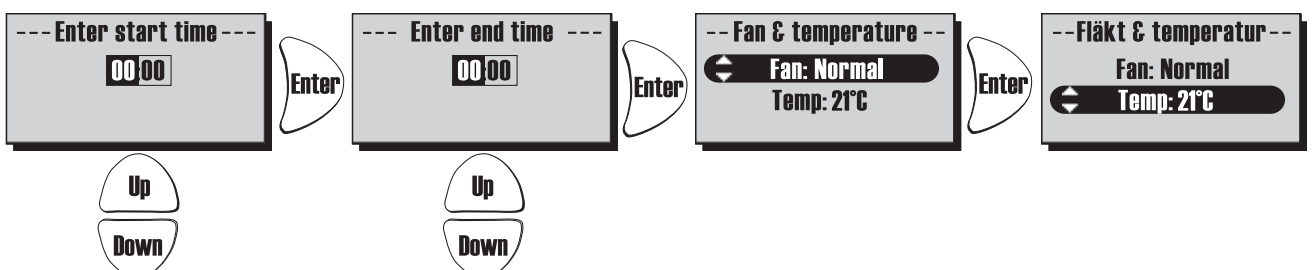 ---Enter start time---
00:00
Enter
Up
Down
--- Enter end time ---
00:00
Enter
Up
Down
--Fan & temperature --
Fan: Normal
Temp: 21°C
Enter
--Fläkt & temperatur--
Fan: Normal
Temp: 21°C